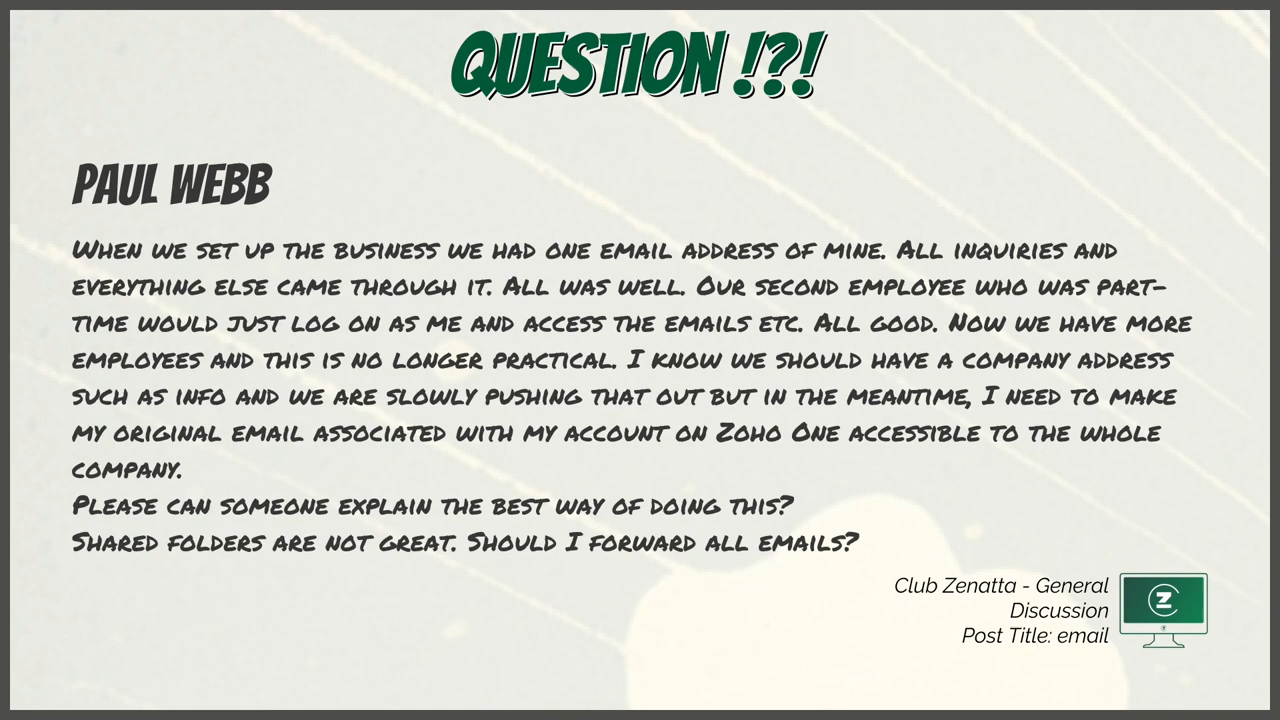 QUESTION !?!
PAUL WEBB
WHEN WE SET UP THE BUSINESS WE HAD ONE EMAIL ADDRESS OF MINE. ALL INQUIRIES AND
EVERYTHING ELSE CAME THROUGH IT. ALL WAS WELL. OUR SECOND EMPLOYEE WHO WAS PART-
TIME WOULD JUST LOG ON AS ME AND ACCESS THE EMAILS ETC. ALL GOOD. NOW WE HAVE MORE
EMPLOYEES AND THIS IS NO LONGER PRACTICAL. I KNOW WE SHOULD HAVE A COMPANY ADDRESS
SUCH AS INFO AND WE ARE SLOWLY PUSHING THAT OUT BUT IN THE MEANTIME, I NEED TO MAKE
MY ORIGINAL EMAIL ASSOCIATED WITH MY ACCOUNT ON ZOHO ONE ACCESSIBLE TO THE WHOLE
COMPANY.
PLEASE CAN SOMEONE EXPLAIN THE BEST WAY OF DOING THIS?
SHARED FOLDERS ARE NOT GREAT. SHOULD I FORWARD ALL EMAILS?
Club Zenatta - General
Discussion
Post Title: email
Z